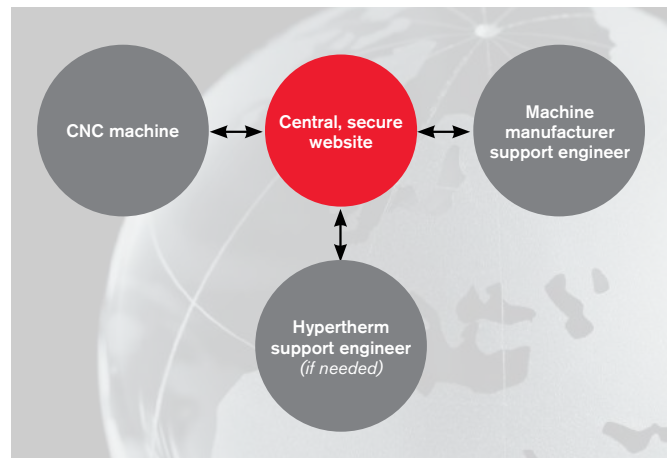 CNC machine
Central, secure
website
Machine
manufacturer
support engineer
Hypertherm
support engineer
(if needed)